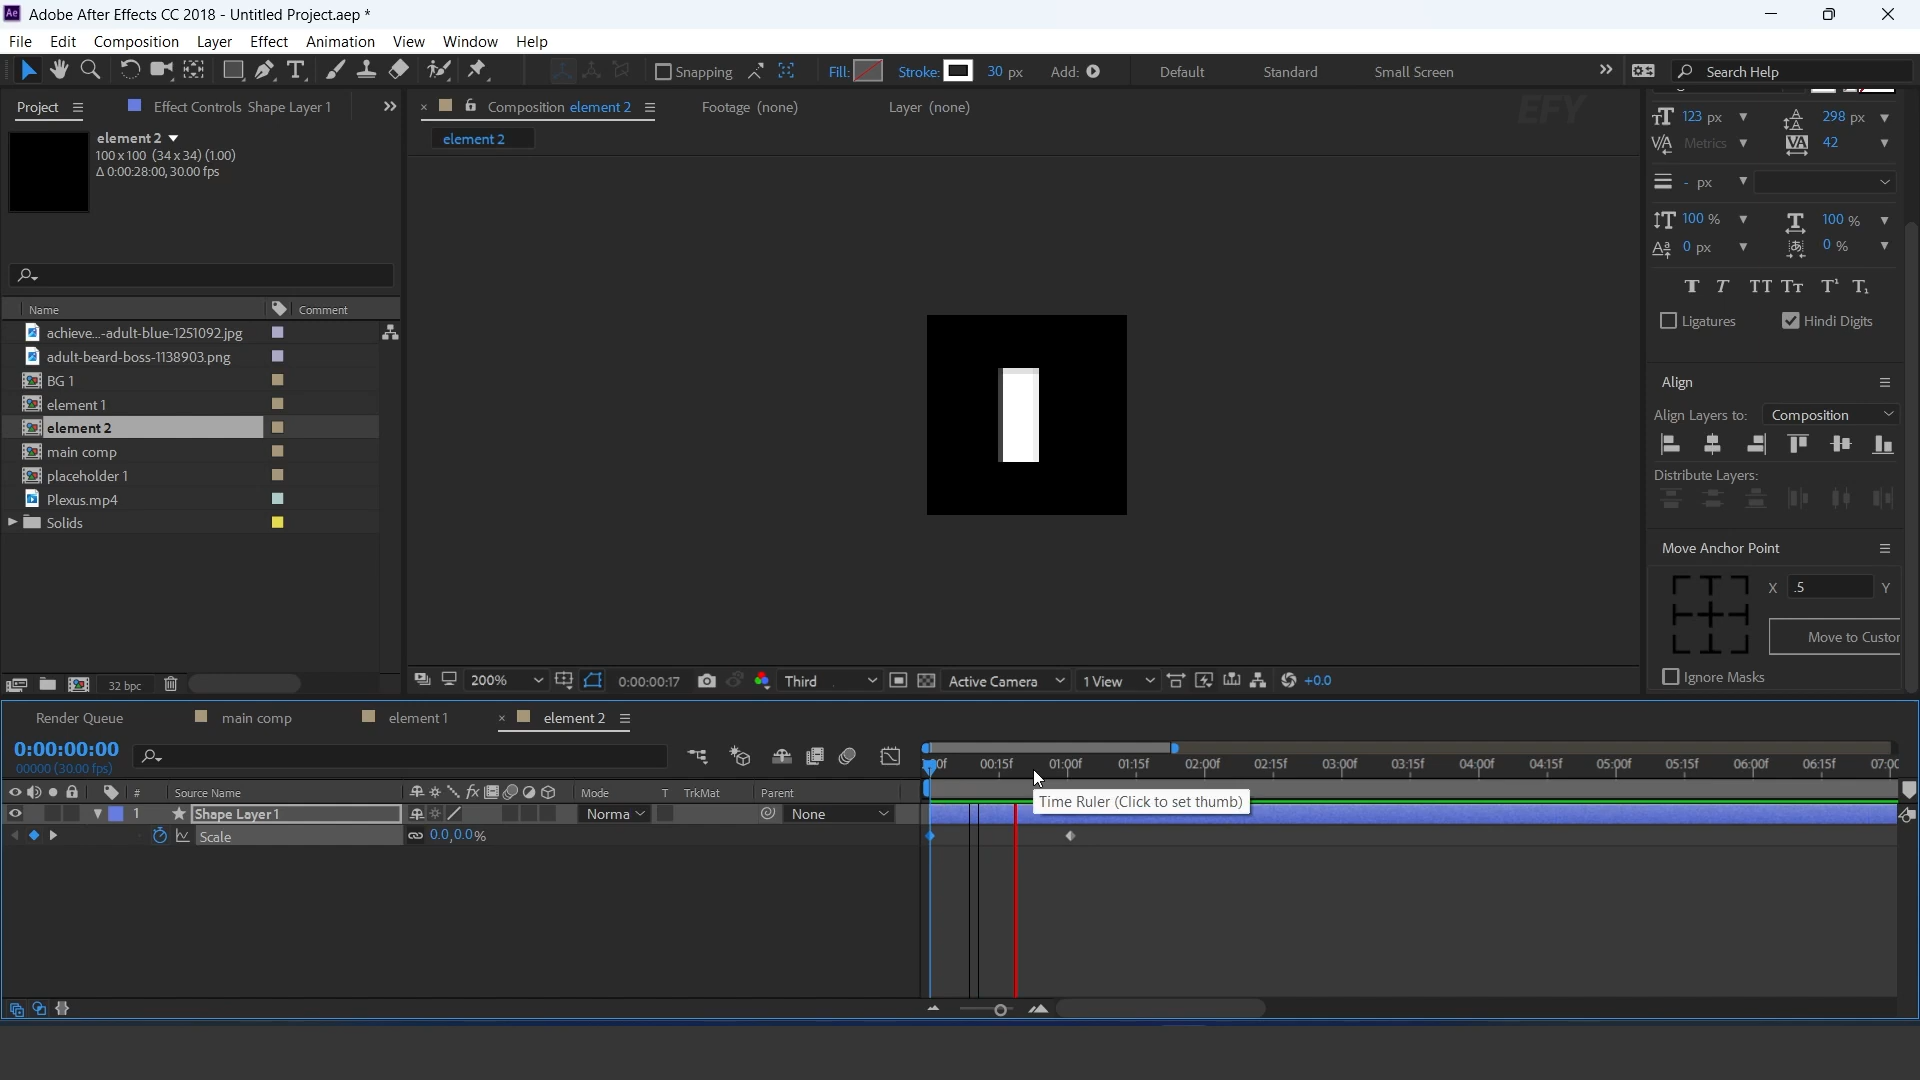 Ae Adobe After Effects CC 2018 - Untitled Project.aep *
File Edit Composition Layer Effect Animation View Window Help
Snapping Fill: Stroke: 30 px Add: Default Standard Small Screen Search Help
Project Effect Controls Shape Layer 1 Composition element 2 Footage (none) Layer (none) EFY
element 2
element 2
100 x 100 (34 x 34) (1.00)
Δ 0:00:28:00, 30.00 fps
123 px 298 px
Metrics 42
- px
100 % 100 %
0 px 0 %
Ligatures Hindi Digits
Name Comment
achieve...-adult-blue-1251092.jpg
adult-beard-boss-1138903.png
BG 1
element 1
element 2
main comp
placeholder 1
Plexus.mp4
Solids
Align
Align Layers to: Composition
Distribute Layers:
Move Anchor Point
X .5 Y
Move to Custor
Ignore Masks
32 bpc
200% 0:00:00:17 Third Active Camera 1 View +0.0
Render Queue main comp element 1 element 2
0:00:00:00
00000 (30.00 fps)
00f 00:15f 01:00f 01:15f 02:00f 02:15f 03:00f 03:15f 04:00f 04:15f 05:00f 05:15f 06:00f 06:15f 07:00
# Source Name fx Mode T TrkMat Parent
Time Ruler (Click to set thumb)
1 Shape Layer 1 Norma None
Scale 0.0,0.0%